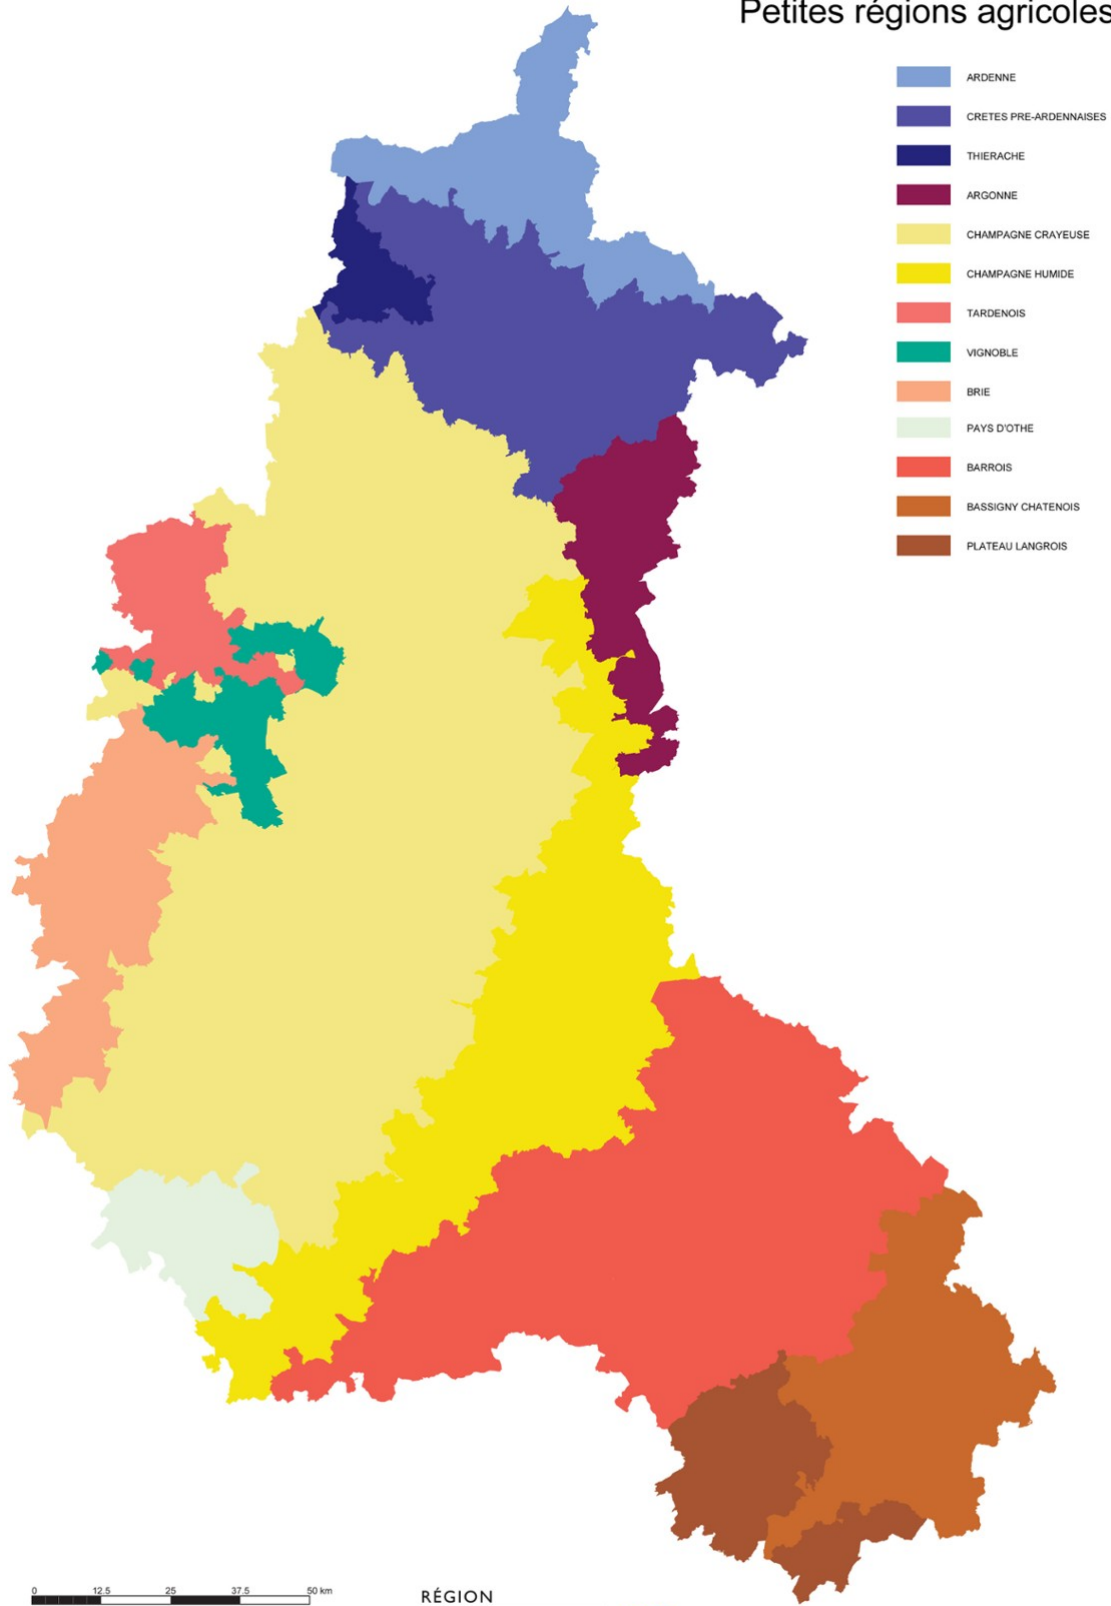 Petites régions agricoles
ARDENNE
CRETES PRE-ARDENNAISES
THIERACHE
ARGONNE
CHAMPAGNE CRAYEUSE
CHAMPAGNE HUMIDE
TARDENOIS
VIGNOBLE
BRIE
PAYS D'OTHE
BARROIS
BASSIGNY CHATENOIS
PLATEAU LANGROIS
0 12.5 25 37.5 50 km
RÉGION